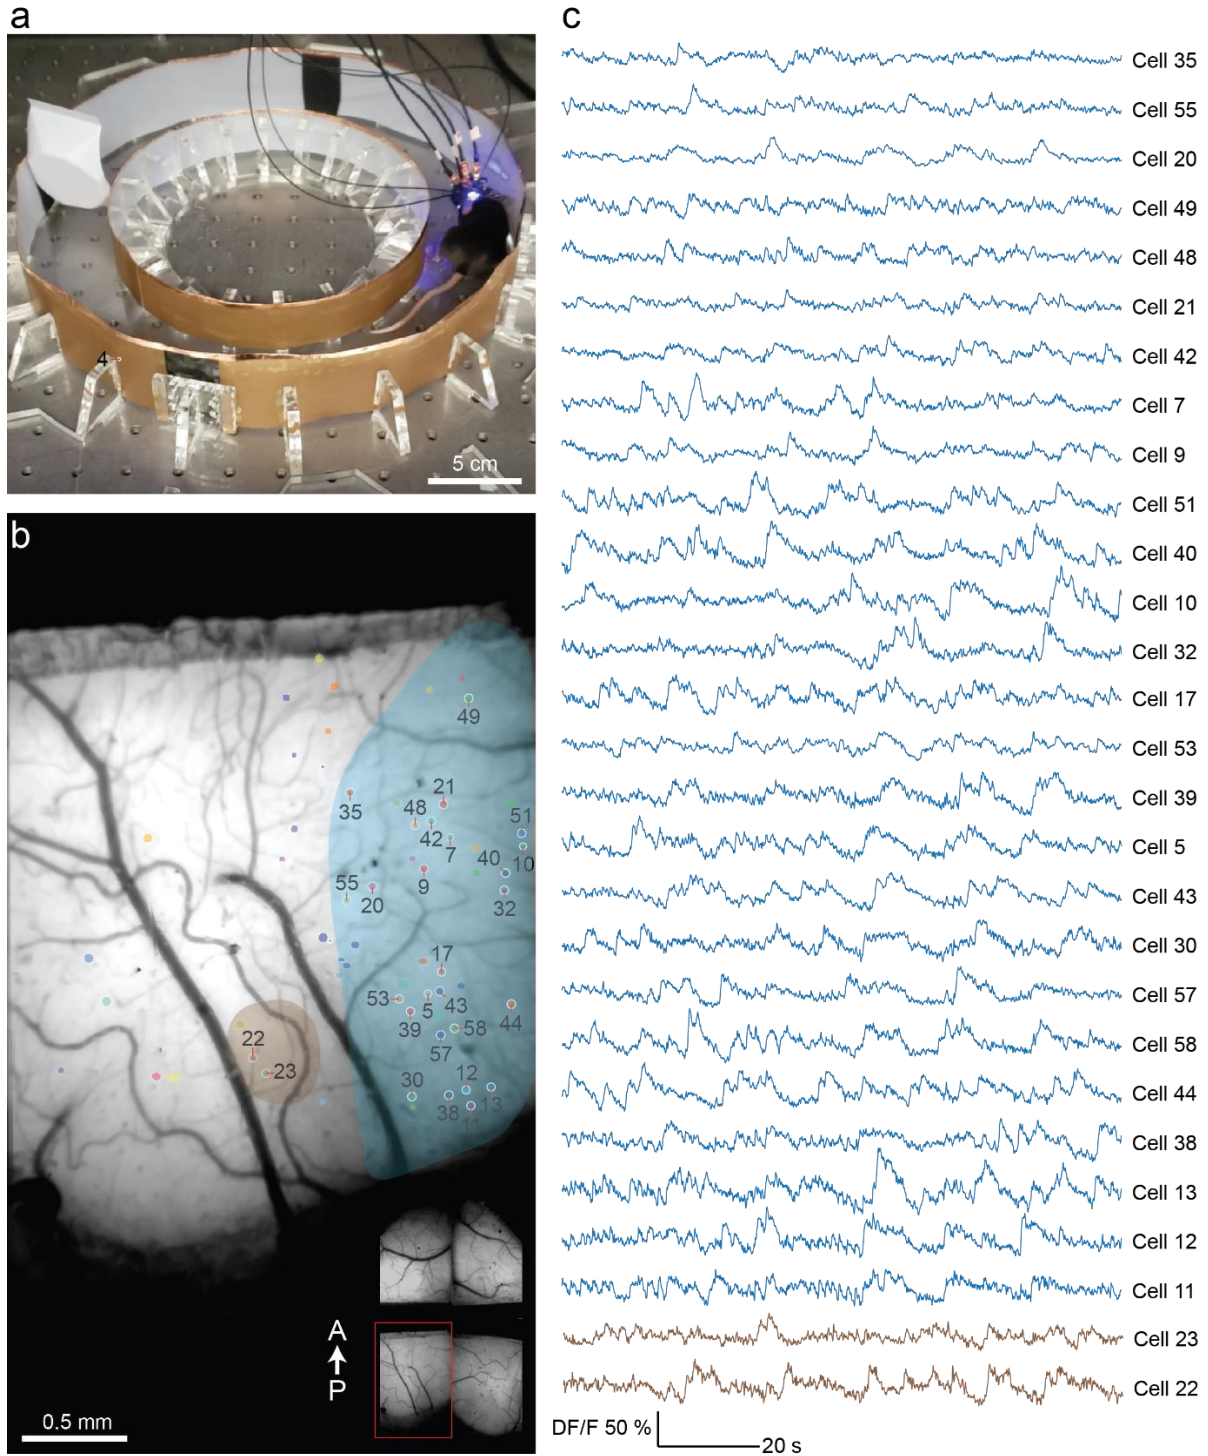 a
4
5 cm
b
49
21
35
48
51
42
7
40
10
9
55
20
32
17
53
5
43
44
39
58
57
22
23
12
30
38
13
11
A
P
0.5 mm
c
Cell 35
Cell 55
Cell 20
Cell 49
Cell 48
Cell 21
Cell 42
Cell 7
Cell 9
Cell 51
Cell 40
Cell 10
Cell 32
Cell 17
Cell 53
Cell 39
Cell 5
Cell 43
Cell 30
Cell 57
Cell 58
Cell 44
Cell 38
Cell 13
Cell 12
Cell 11
Cell 23
Cell 22
DF/F 50 %
20 s